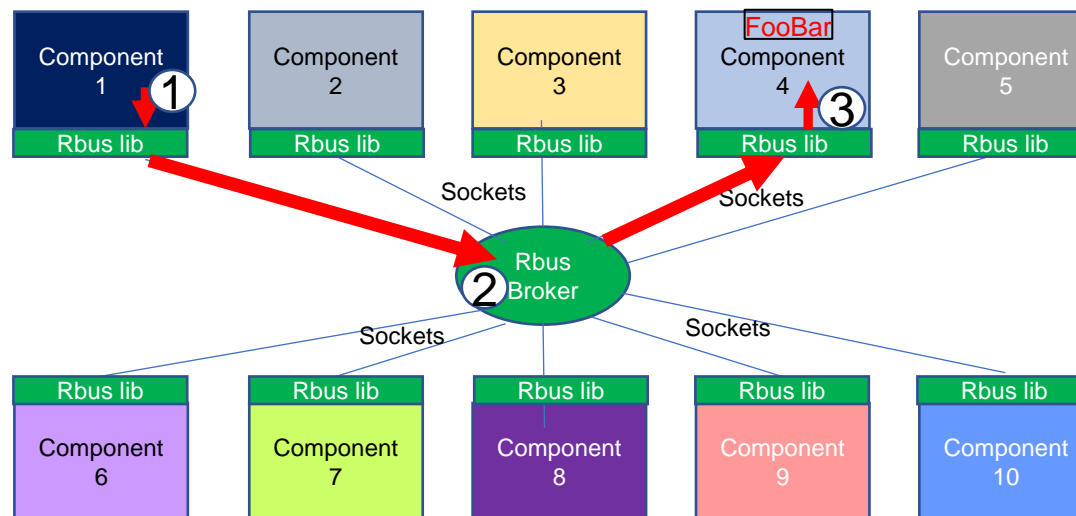 Component
1
1
Rbus lib
Component
2
Rbus lib
Component
3
Rbus lib
FooBar
Component
4
3
Rbus lib
Component
5
Rbus lib
Sockets
Sockets
Rbus
Broker
2
Sockets
Sockets
Rbus lib
Component
6
Rbus lib
Component
7
Rbus lib
Component
8
Rbus lib
Component
9
Rbus lib
Component
10